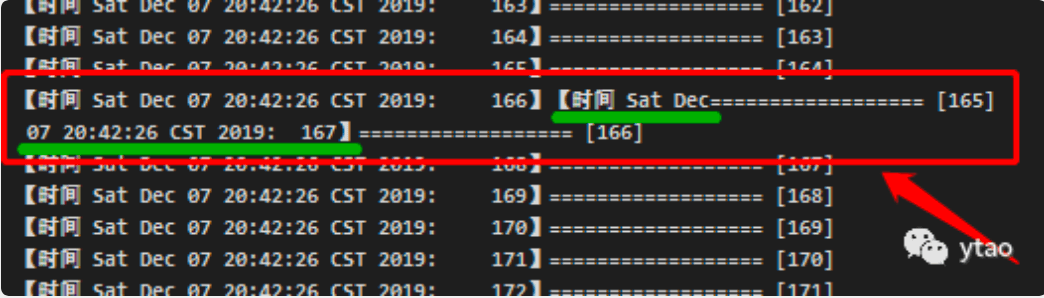 【时间 Sat Dec 07 20:42:26 CST 2019: 163】================== [162]
【时间 Sat Dec 07 20:42:26 CST 2019: 164】================== [163]
【时间 Sat Dec 07 20:42:26 CST 2019: 165】================== [164]
【时间 Sat Dec 07 20:42:26 CST 2019: 166】【时间 Sat Dec================== [165]
07 20:42:26 CST 2019: 167】================== [166]
【时间 Sat Dec 07 20:42:26 CST 2019: 168】================== [167]
【时间 Sat Dec 07 20:42:26 CST 2019: 169】================== [168]
【时间 Sat Dec 07 20:42:26 CST 2019: 170】================== [169]
【时间 Sat Dec 07 20:42:26 CST 2019: 171】================== [170]
【时间 Sat Dec 07 20:42:26 CST 2019: 172】================== [171]
ytao